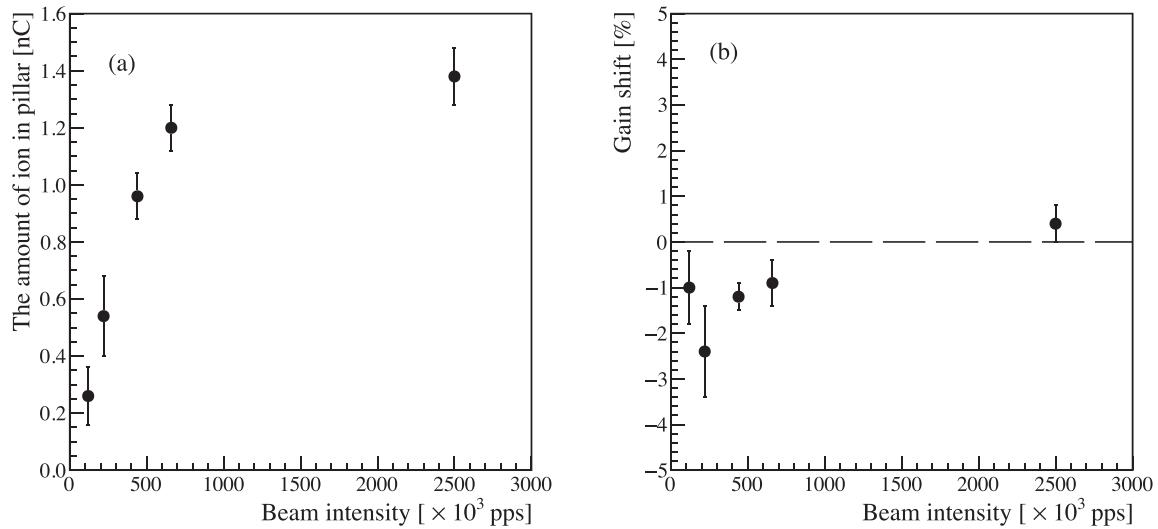 The amount of ion in pillar [nC]
1.6
1.4
1.2
1.0
0.8
0.6
0.4
0.2
0.0
(a)
0 500 1000 1500 2000 2500 3000
Beam intensity [ × 10³ pps]
Gain shift [%]
5
4
3
2
1
0
−1
−2
−3
−4
−5
(b)
0 500 1000 1500 2000 2500 3000
Beam intensity [ × 10³ pps]